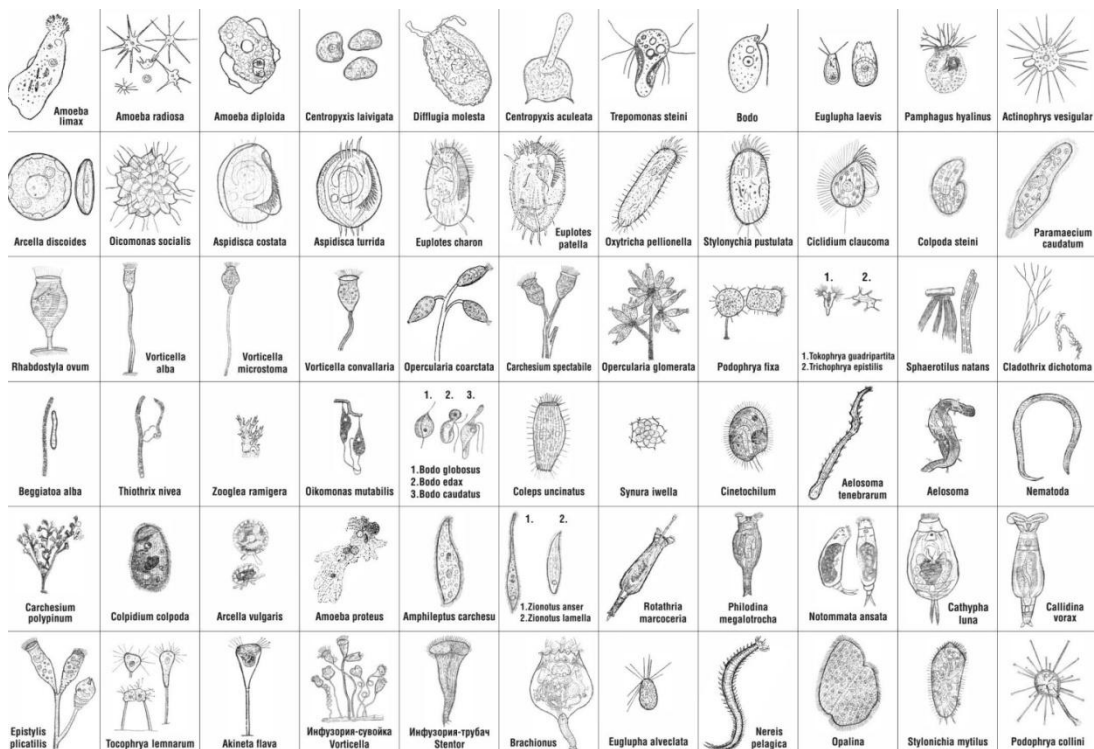 Amoeba
limax
Amoeba radiosa
Amoeba diploida
Centropyxis laivigata
Difflugia molesta
Centropyxis aculeata
Trepomonas steini
Bodo
Euglupha laevis
Pamphagus hyalinus
Actinophrys vesigular
Arcella discoides
Oicomonas socialis
Aspidisca costata
Aspidisca turrida
Euplotes charon
Euplotes
patella
Oxytricha pellionella
Stylonychia pustulata
Ciclidium claucoma
Colpoda steini
Paramaecium
caudatum
Rhabdostyla ovum
Vorticella
alba
Vorticella
microstoma
Vorticella convallaria
Opercularia coarctata
Carchesium spectabile
Opercularia glomerata
Podophrya fixa
1. 2.
1.Tokophrya guadripartita
2.Trichophrya epistilis
Sphaerotilus natans
Cladothrix dichotoma
Beggiatoa alba
Thiothrix nivea
Zooglea ramigera
Oikomonas mutabilis
1. 2. 3.
1.Bodo globosus
2.Bodo edax
3.Bodo caudatus
Coleps uncinatus
Synura iwella
Cinetochilum
Aelosoma
tenebrarum
Aelosoma
Nematoda
Carchesium
polypinum
Colpidium colpoda
Arcella vulgaris
Amoeba proteus
Amphileptus carchesu
1. 2.
1.Zionotus anser
2.Zionotus lamella
Rotathria
marcoceria
Philodina
megalotrocha
Notommata ansata
Cathypha
luna
Callidina
vorax
Epistylis
plicatilis
Tocophrya lemnarum
Akineta flava
Инфузория-сувойка
Vorticella
Инфузория-трубач
Stentor
Brachionus
Euglupha alveclata
Nereis
pelagica
Opalina
Stylonichia mytilus
Podophrya collini